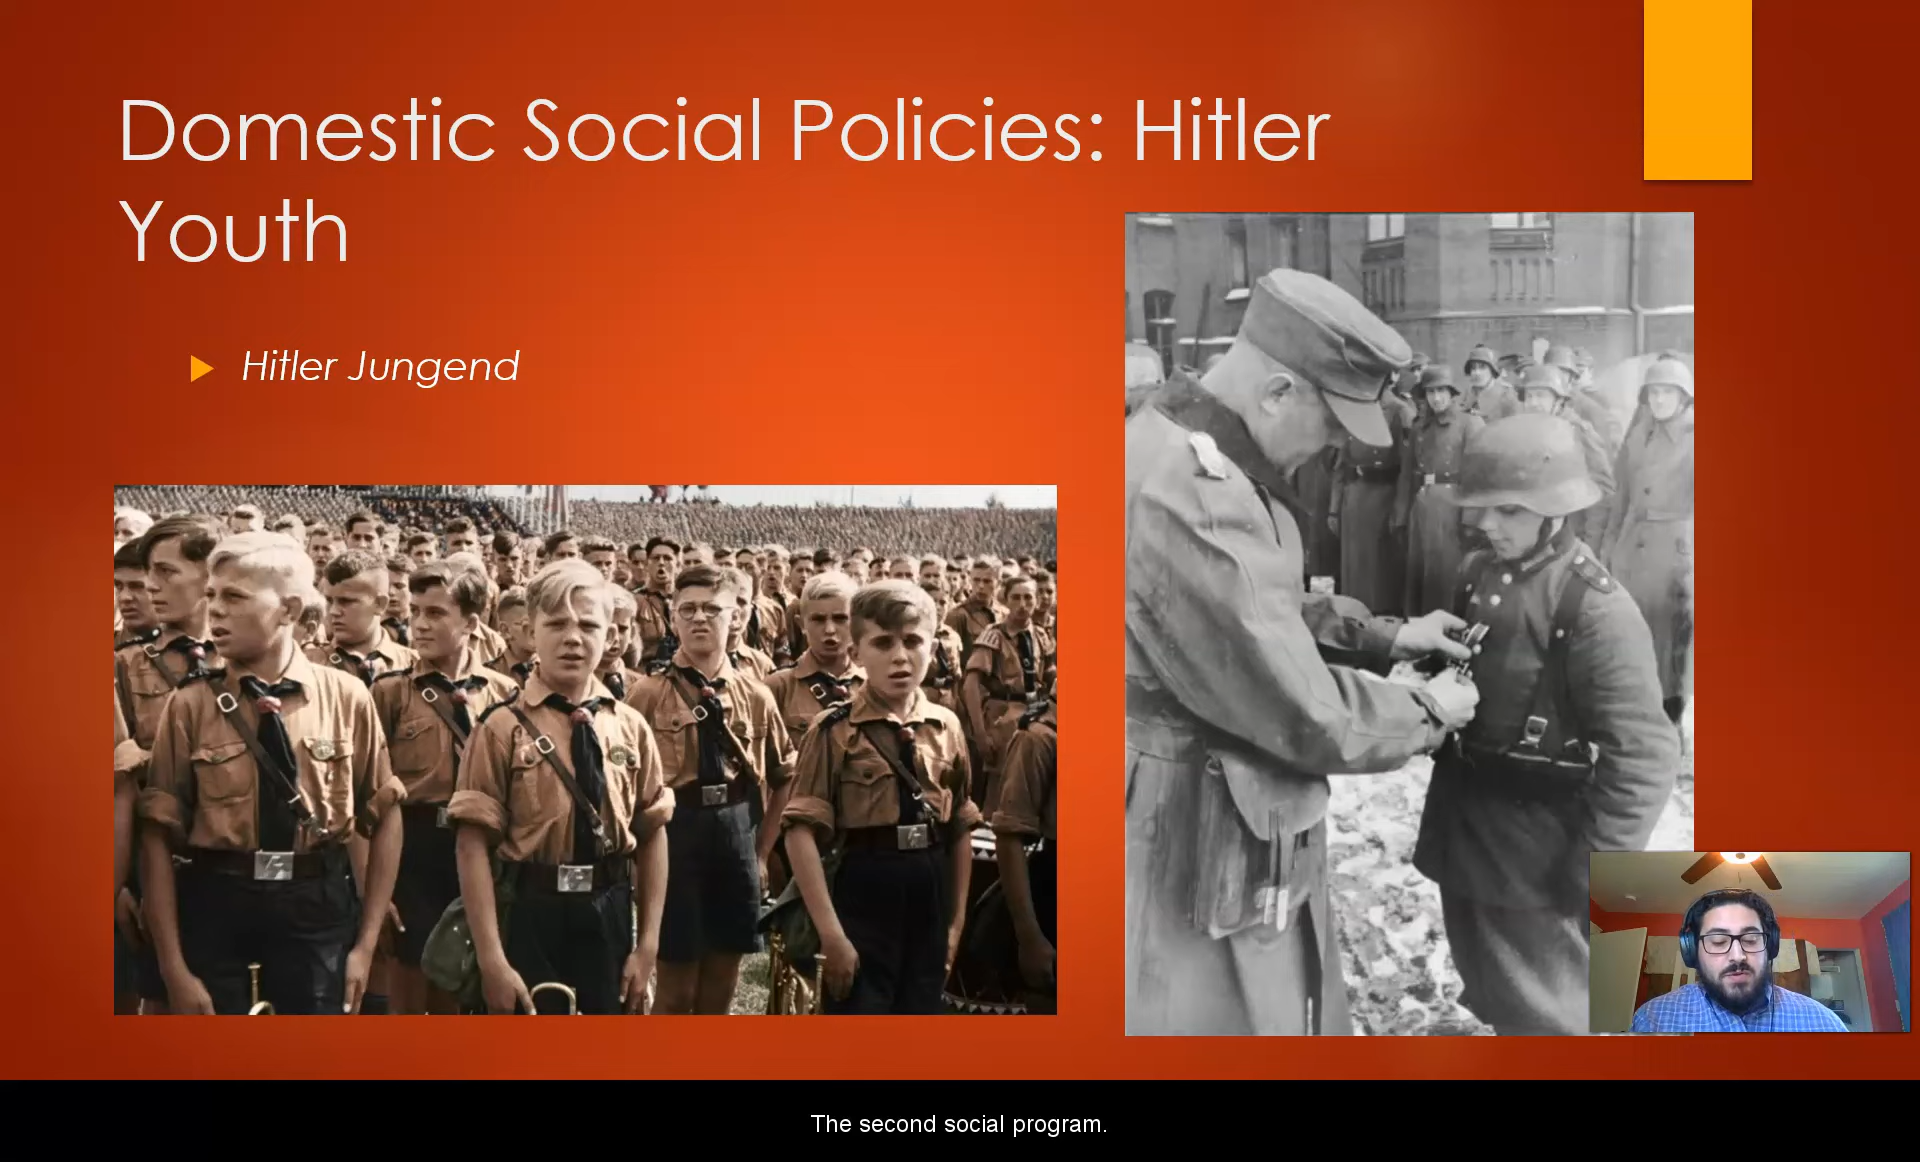 Domestic Social Policies: Hitler
Youth
Hitler Jungend
The second social program.